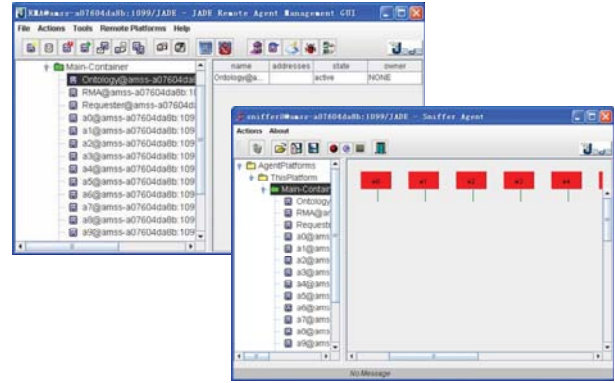 RMA@amss-a07604da8b:1099/JADE - JADE Remote Agent Management GUI
File Actions Tools Remote Platforms Help
Main-Container
Ontology@amss-a07604da8
RMA@amss-a07604da8b:1
Requester@amss-a07604da
a0@amss-a07604da8b:109
a1@amss-a07604da8b:109
a2@amss-a07604da8b:109
a3@amss-a07604da8b:109
a4@amss-a07604da8b:109
a5@amss-a07604da8b:109
a6@amss-a07604da8b:109
a7@amss-a07604da8b:109
a8@amss-a07604da8b:109
a9@amss-a07604da8b:109
name addresses state owner
Ontology@a... active NONE
sniffer0@amss-a07604da8b:1099/JADE - Sniffer Agent
Actions About
AgentPlatforms
ThisPlatform
Main-Contain
Ontology
RMA@a
Request
a0@ams
a1@ams
a2@ams
a3@ams
a4@ams
a5@ams
a6@ams
a7@ams
a8@ams
a9@ams
a0 a1 a2 a3 a4
No Message